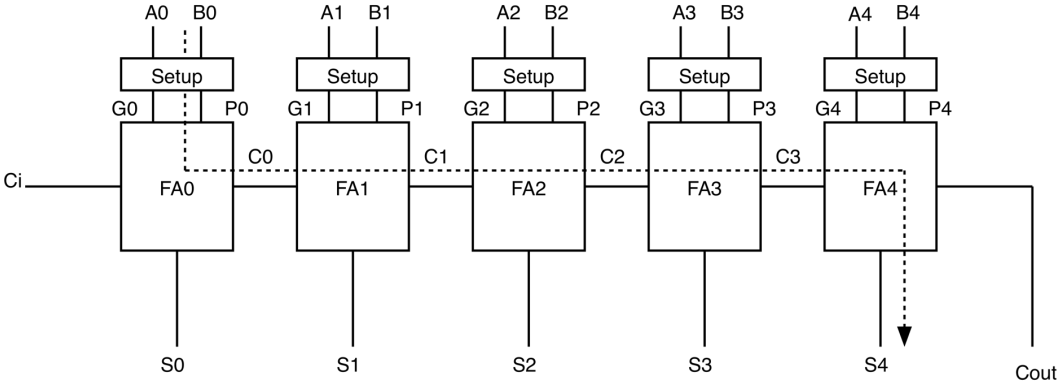 A0 B0 A1 B1 A2 B2 A3 B3 A4 B4
Setup Setup Setup Setup Setup
G0 P0 G1 P1 G2 P2 G3 P3 G4 P4
C0 C1 C2 C3
Ci FA0 FA1 FA2 FA3 FA4
S0 S1 S2 S3 S4 Cout